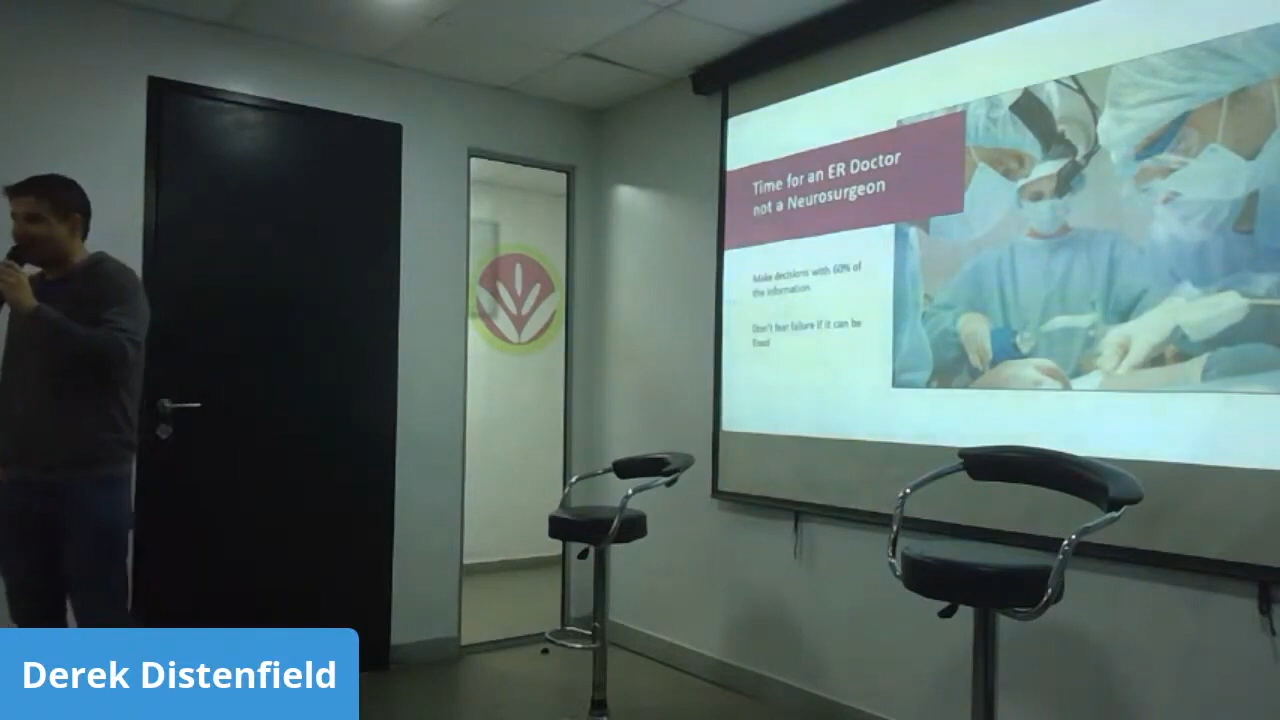 Time for an ER Doctor
not a Neurosurgeon
Make decisions with 60% of
the information
Don't fear failure if it can be
fixed
Derek Distenfield